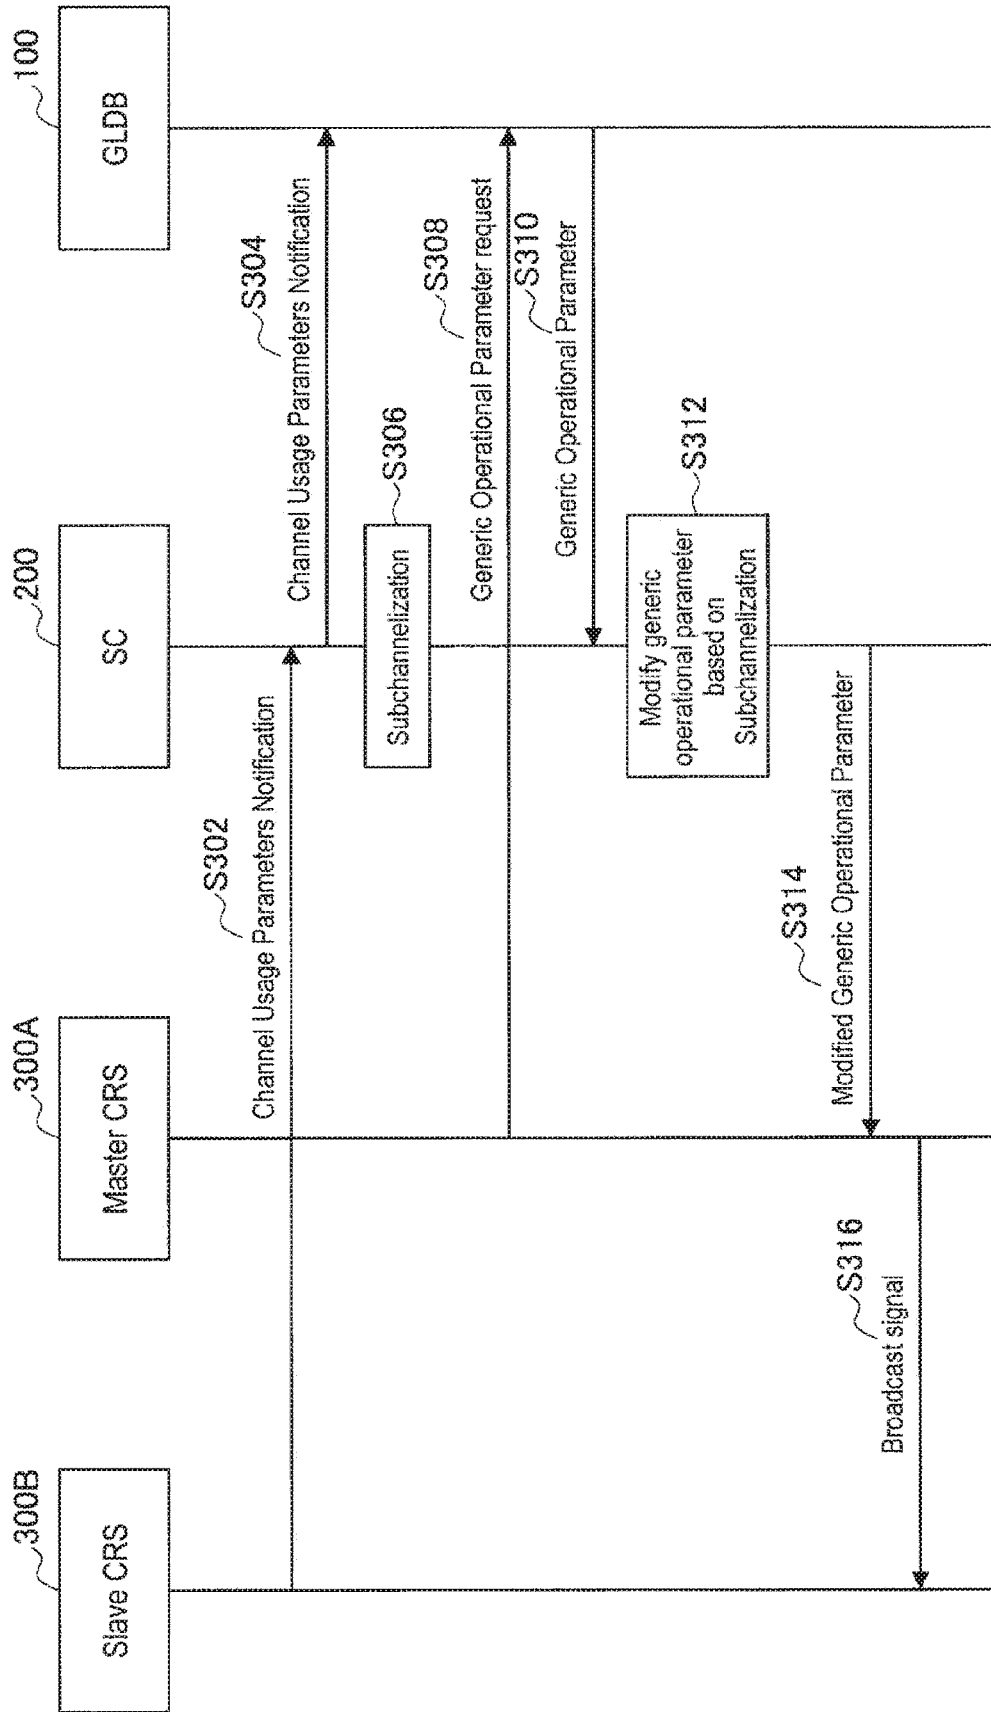 300B
Slave CRS
300A
Master CRS
200
SC
100
GLDB
S302
Channel Usage Parameters Notification
S304
Channel Usage Parameters Notification
S306
Subchannelization
S308
Generic Operational Parameter request
S310
Generic Operational Parameter
S312
Modify generic
operational parameter
based on
Subchannelization
S314
Modified Generic Operational Parameter
S316
Broadcast signal